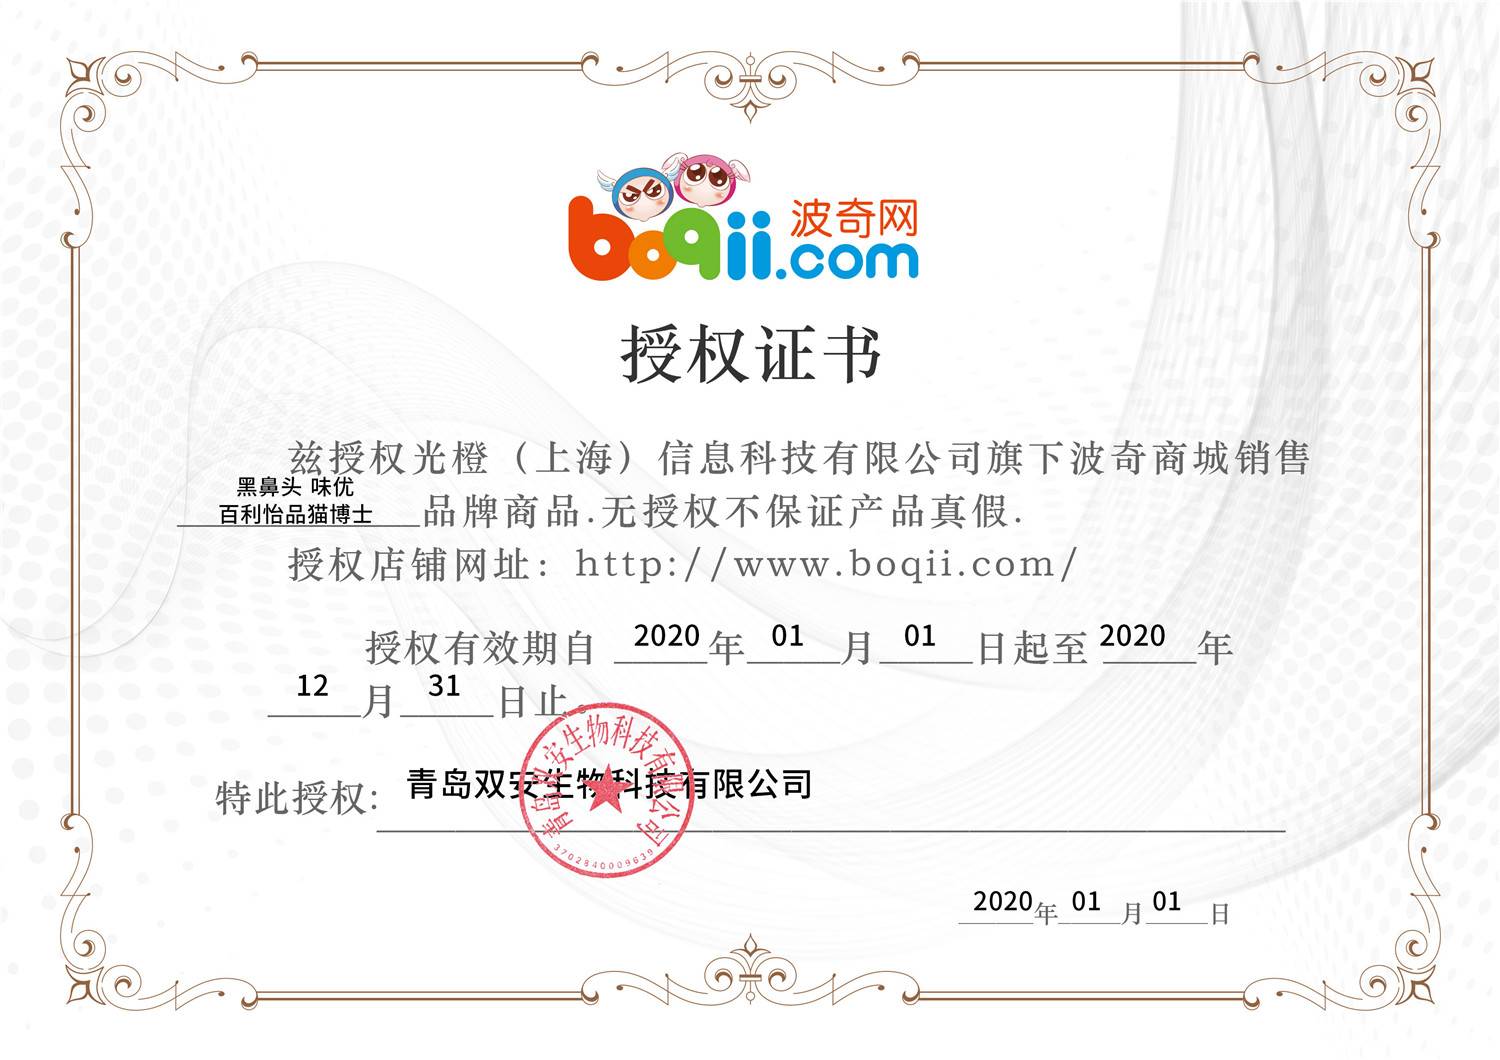 boqii.com 波奇网
授权证书
兹授权光橙（上海）信息科技有限公司旗下波奇商城销售
黑鼻头 味优
百利怡品猫博士品牌商品.无授权不保证产品真假.
授权店铺网址：http://www.boqii.com/
授权有效期自 2020年 01 月 01 日起至 2020 年
12 月 31 日止。
特此授权: 青岛双安生物科技有限公司
青岛双安生物科技有限公司
3702840009639
2020年 01 月 01 日